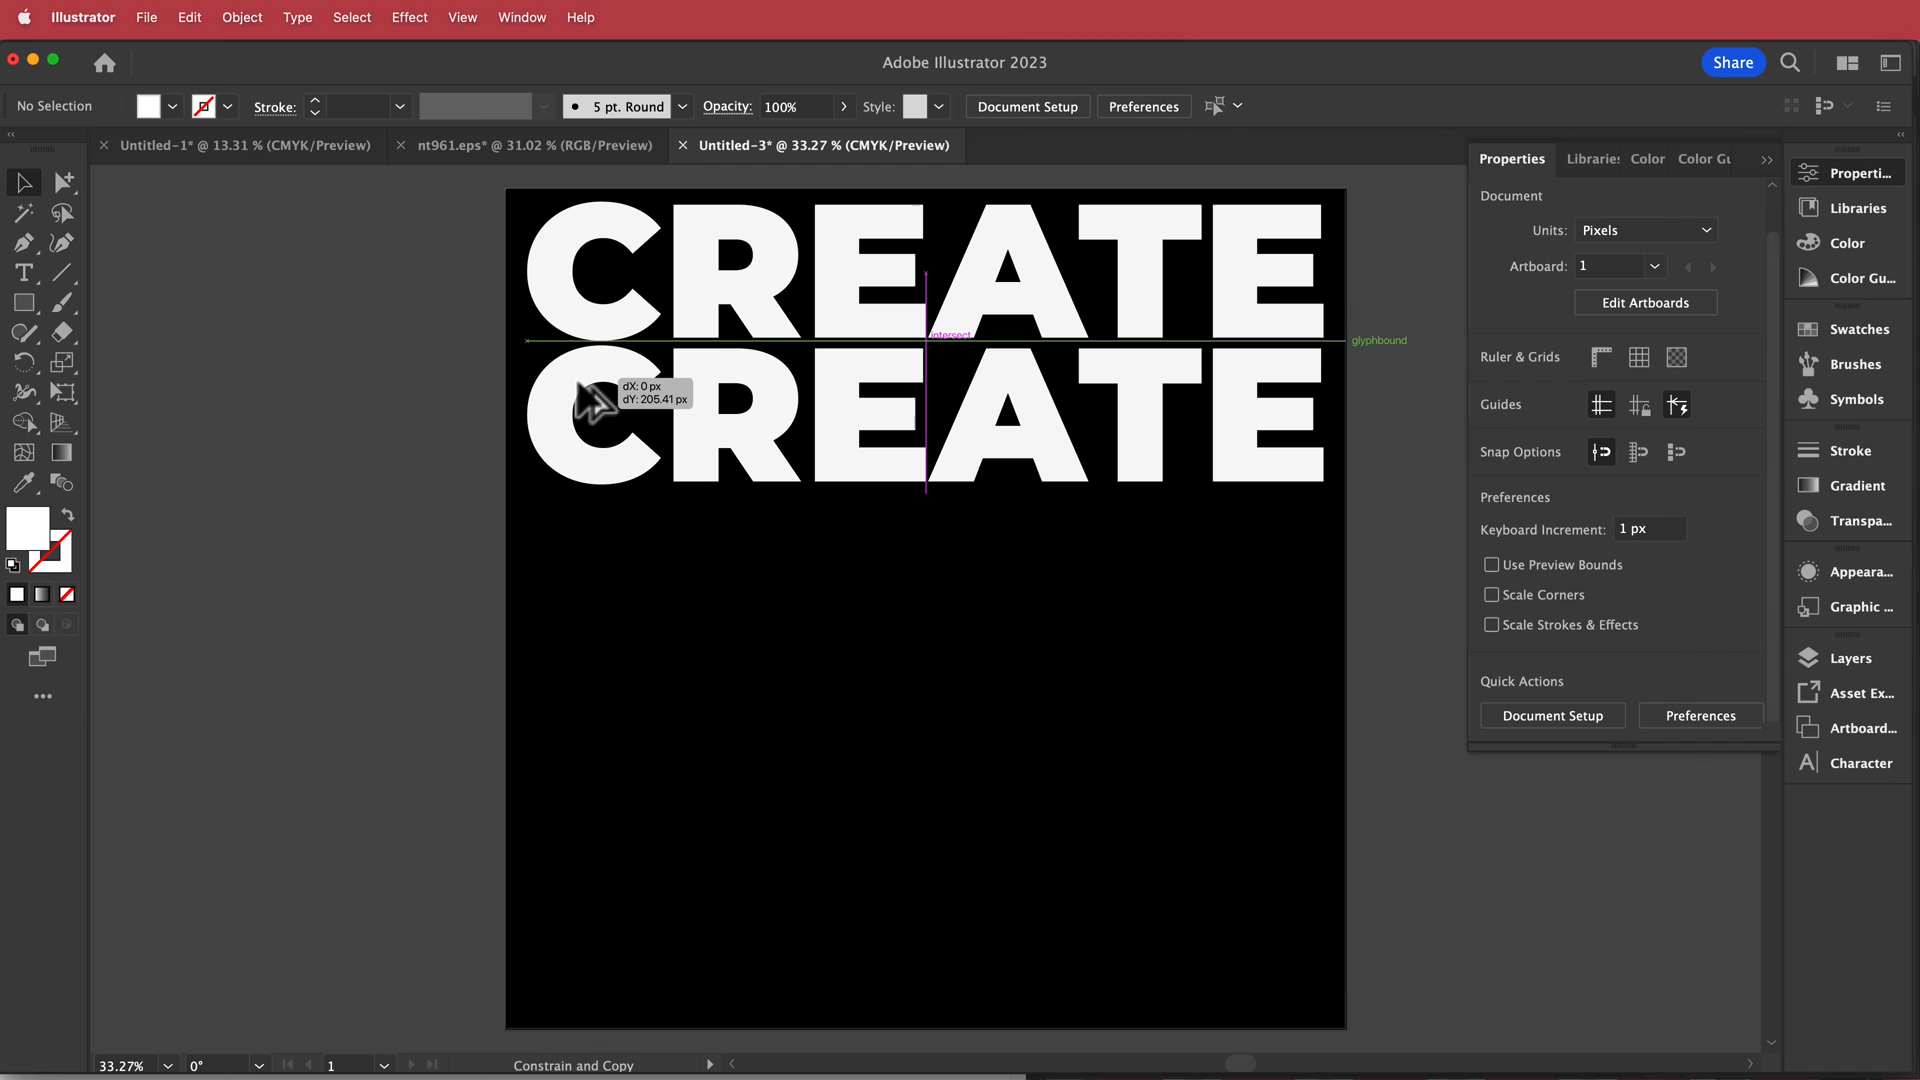 Illustrator File Edit Object Type Select Effect View Window Help
Adobe Illustrator 2023
Share
No Selection
Stroke:
5 pt. Round
Opacity: 100%
Style:
Document Setup
Preferences
Untitled-1* @ 13.31 % (CMYK/Preview)
nt961.eps* @ 31.02 % (RGB/Preview)
Untitled-3* @ 33.27 % (CMYK/Preview)
CREATE
intersect
glyphbound
CREATE
dX: 0 px
dY: 205.41 px
Properties Libraries Color Color Gu
Document
Units: Pixels
Artboard: 1
Edit Artboards
Ruler & Grids
Guides
Snap Options
Preferences
Keyboard Increment: 1 px
Use Preview Bounds
Scale Corners
Scale Strokes & Effects
Quick Actions
Document Setup
Preferences
Properti...
Libraries
Color
Color Gu...
Swatches
Brushes
Symbols
Stroke
Gradient
Transpa...
Appeara...
Graphic ...
Layers
Asset Ex...
Artboard...
Character
33.27%
0°
1
Constrain and Copy